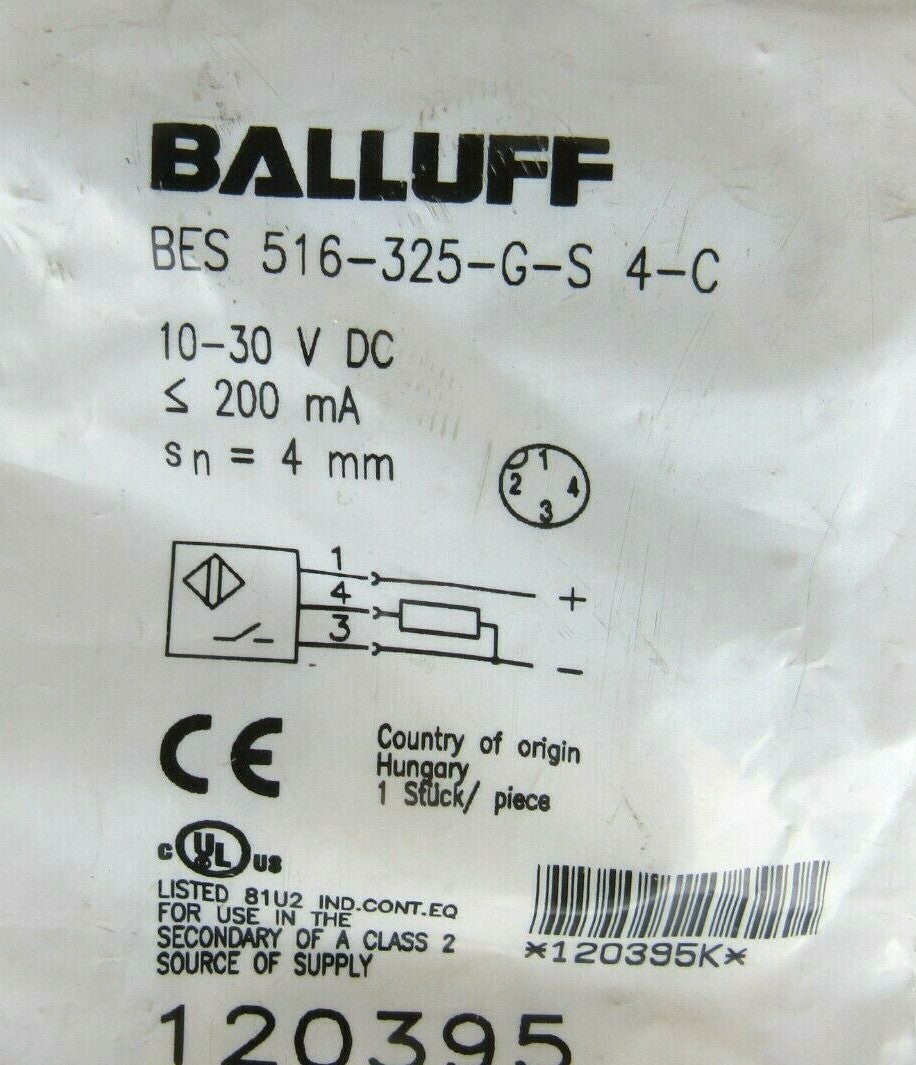 BALLUFF
BES 516-325-G-S 4-C
10-30 V DC
≤ 200 mA
sn = 4 mm
1
2 4
3
1
+
4
3
−
CE
Country of origin
Hungary
1 Stück/ piece
c UL us
LISTED 81U2 IND.CONT.EQ
FOR USE IN THE
SECONDARY OF A CLASS 2
SOURCE OF SUPPLY
*120395K*
120395